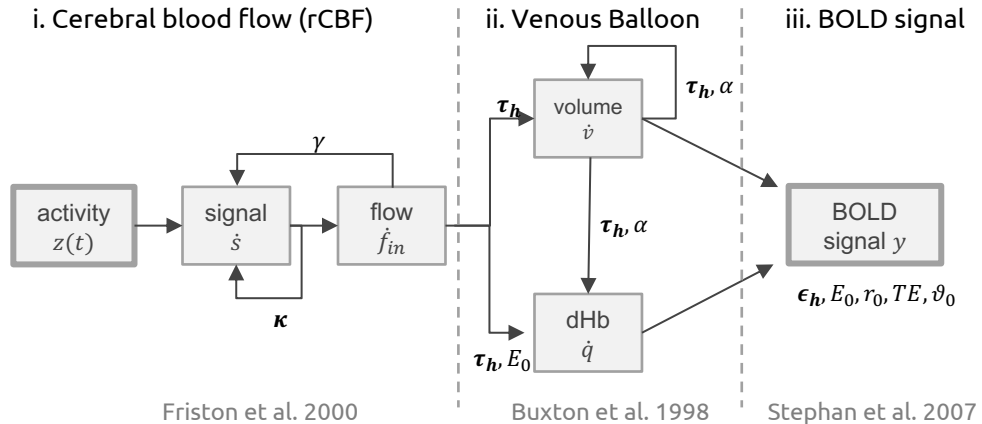 i. Cerebral blood flow (rCBF)
ii. Venous Balloon
iii. BOLD signal
activity
z(t)
signal
ṡ
γ
κ
flow
ḟ_in
τ_h
volume
v̇
τ_h, α
τ_h, α
dHb
q̇
τ_h, E_0
BOLD
signal y
ϵ_h, E_0, r_0, TE, ϑ_0
Friston et al. 2000
Buxton et al. 1998
Stephan et al. 2007